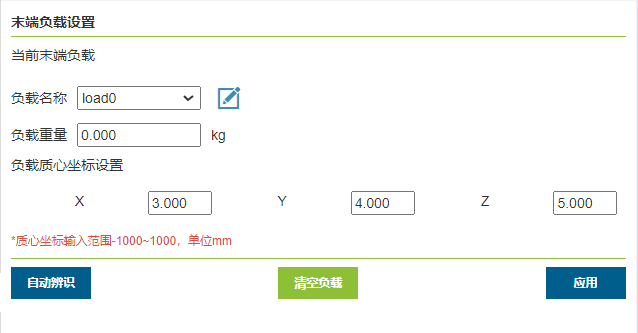 末端负载设置
当前末端负载
负载名称 load0
负载重量 0.000 kg
负载质心坐标设置
X 3.000 Y 4.000 Z 5.000
*质心坐标输入范围-1000~1000，单位mm
自动辨识 清空负载 应用